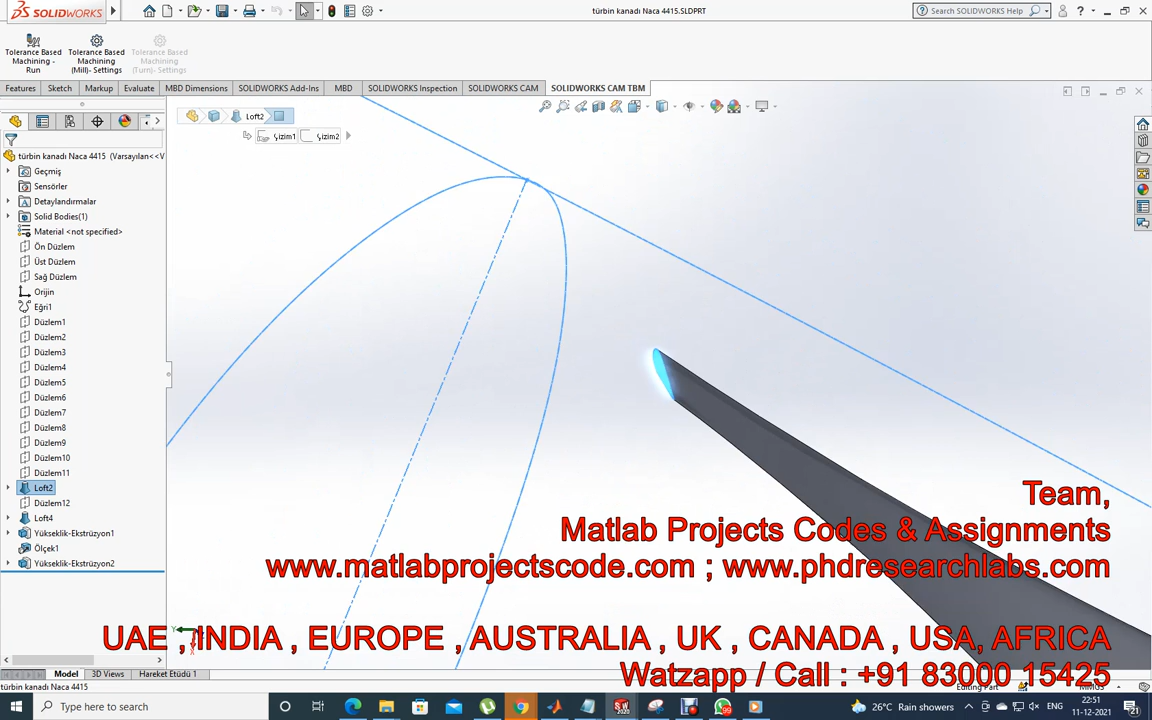 SOLIDWORKS
türbin kanadı Naca 4415.SLDPRT
Search SOLIDWORKS Help
Tolerance Based Machining - Run
Tolerance Based Machining (Mill)- Settings
Tolerance Based Machining (Turn)- Settings
Features
Sketch
Markup
Evaluate
MBD Dimensions
SOLIDWORKS Add-Ins
MBD
SOLIDWORKS Inspection
SOLIDWORKS CAM
SOLIDWORKS CAM TBM
Loft2
Çizim1
Çizim2
türbin kanadı Naca 4415 (Varsayılan<<V
Geçmiş
Sensörler
Detaylandırmalar
Solid Bodies(1)
Material <not specified>
Ön Düzlem
Üst Düzlem
Sağ Düzlem
Orijin
Eğri1
Düzlem1
Düzlem2
Düzlem3
Düzlem4
Düzlem5
Düzlem6
Düzlem7
Düzlem8
Düzlem9
Düzlem10
Düzlem11
Loft2
Düzlem12
Loft4
Yükseklik-Ekstrüzyon1
Ölçek1
Yükseklik-Ekstrüzyon2
Team,
Matlab Projects Codes & Assignments
www.matlabprojectscode.com ; www.phdresearchlabs.com
UAE , INDIA , EUROPE , AUSTRALIA , UK , CANADA , USA, AFRICA
Watzapp / Call : +91 83000 15425
Model
3D Views
Hareket Etüdü 1
türbin kanadı Naca 4415
Editing Part
Type here to search
26°C Rain showers
ENG
22:51
11-12-2021